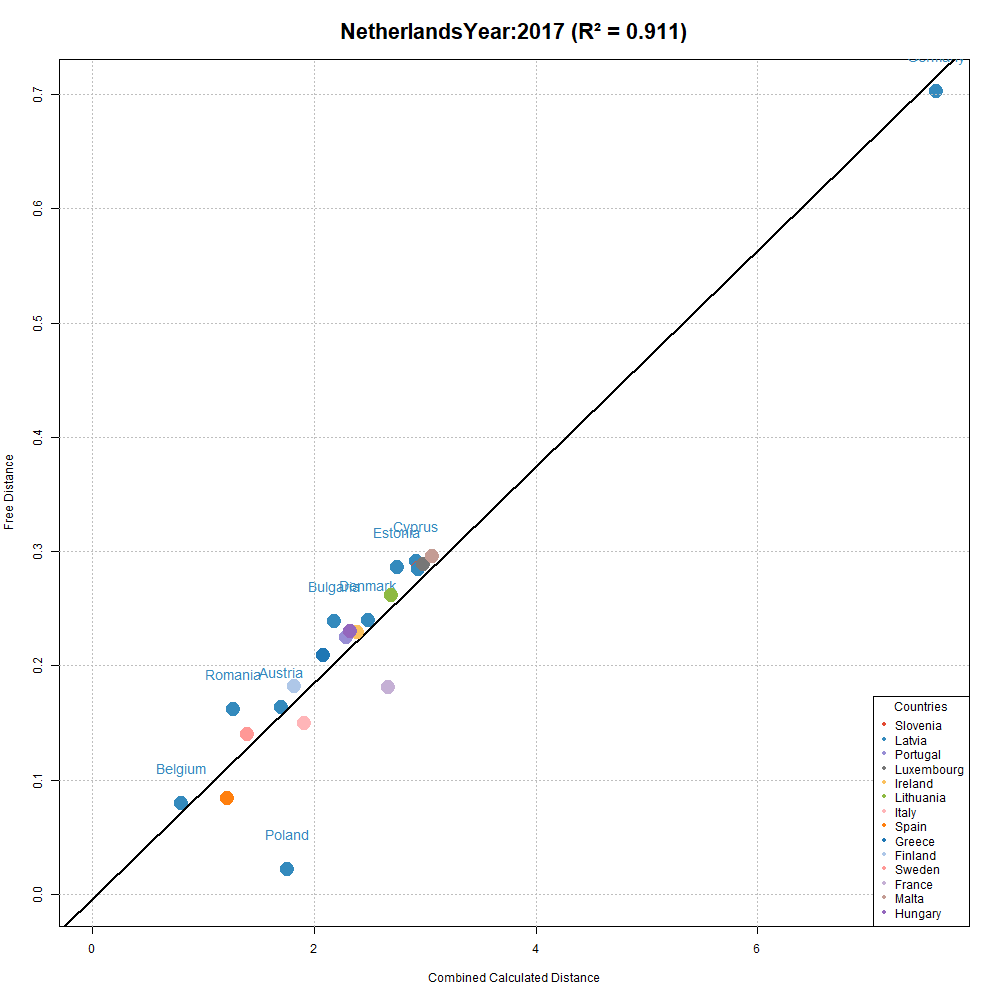 NetherlandsYear:2017 (R² = 0.911)
0.7
0.6
0.5
0.4
0.3
0.2
0.1
0.0
Free Distance
Cyprus
Estonia
Bulgaria
Denmark
Romania
Austria
Belgium
Poland
Countries
Slovenia
Latvia
Portugal
Luxembourg
Ireland
Lithuania
Italy
Spain
Greece
Finland
Sweden
France
Malta
Hungary
0
2
4
6
Combined Calculated Distance